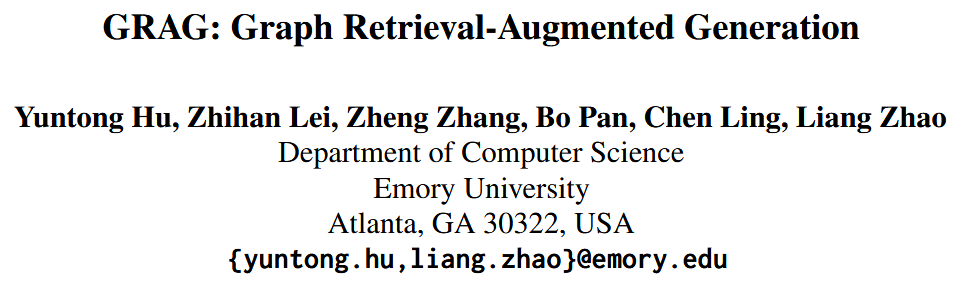 GRAG: Graph Retrieval-Augmented Generation
Yuntong Hu, Zhihan Lei, Zheng Zhang, Bo Pan, Chen Ling, Liang Zhao
Department of Computer Science
Emory University
Atlanta, GA 30322, USA
{yuntong.hu,liang.zhao}@emory.edu